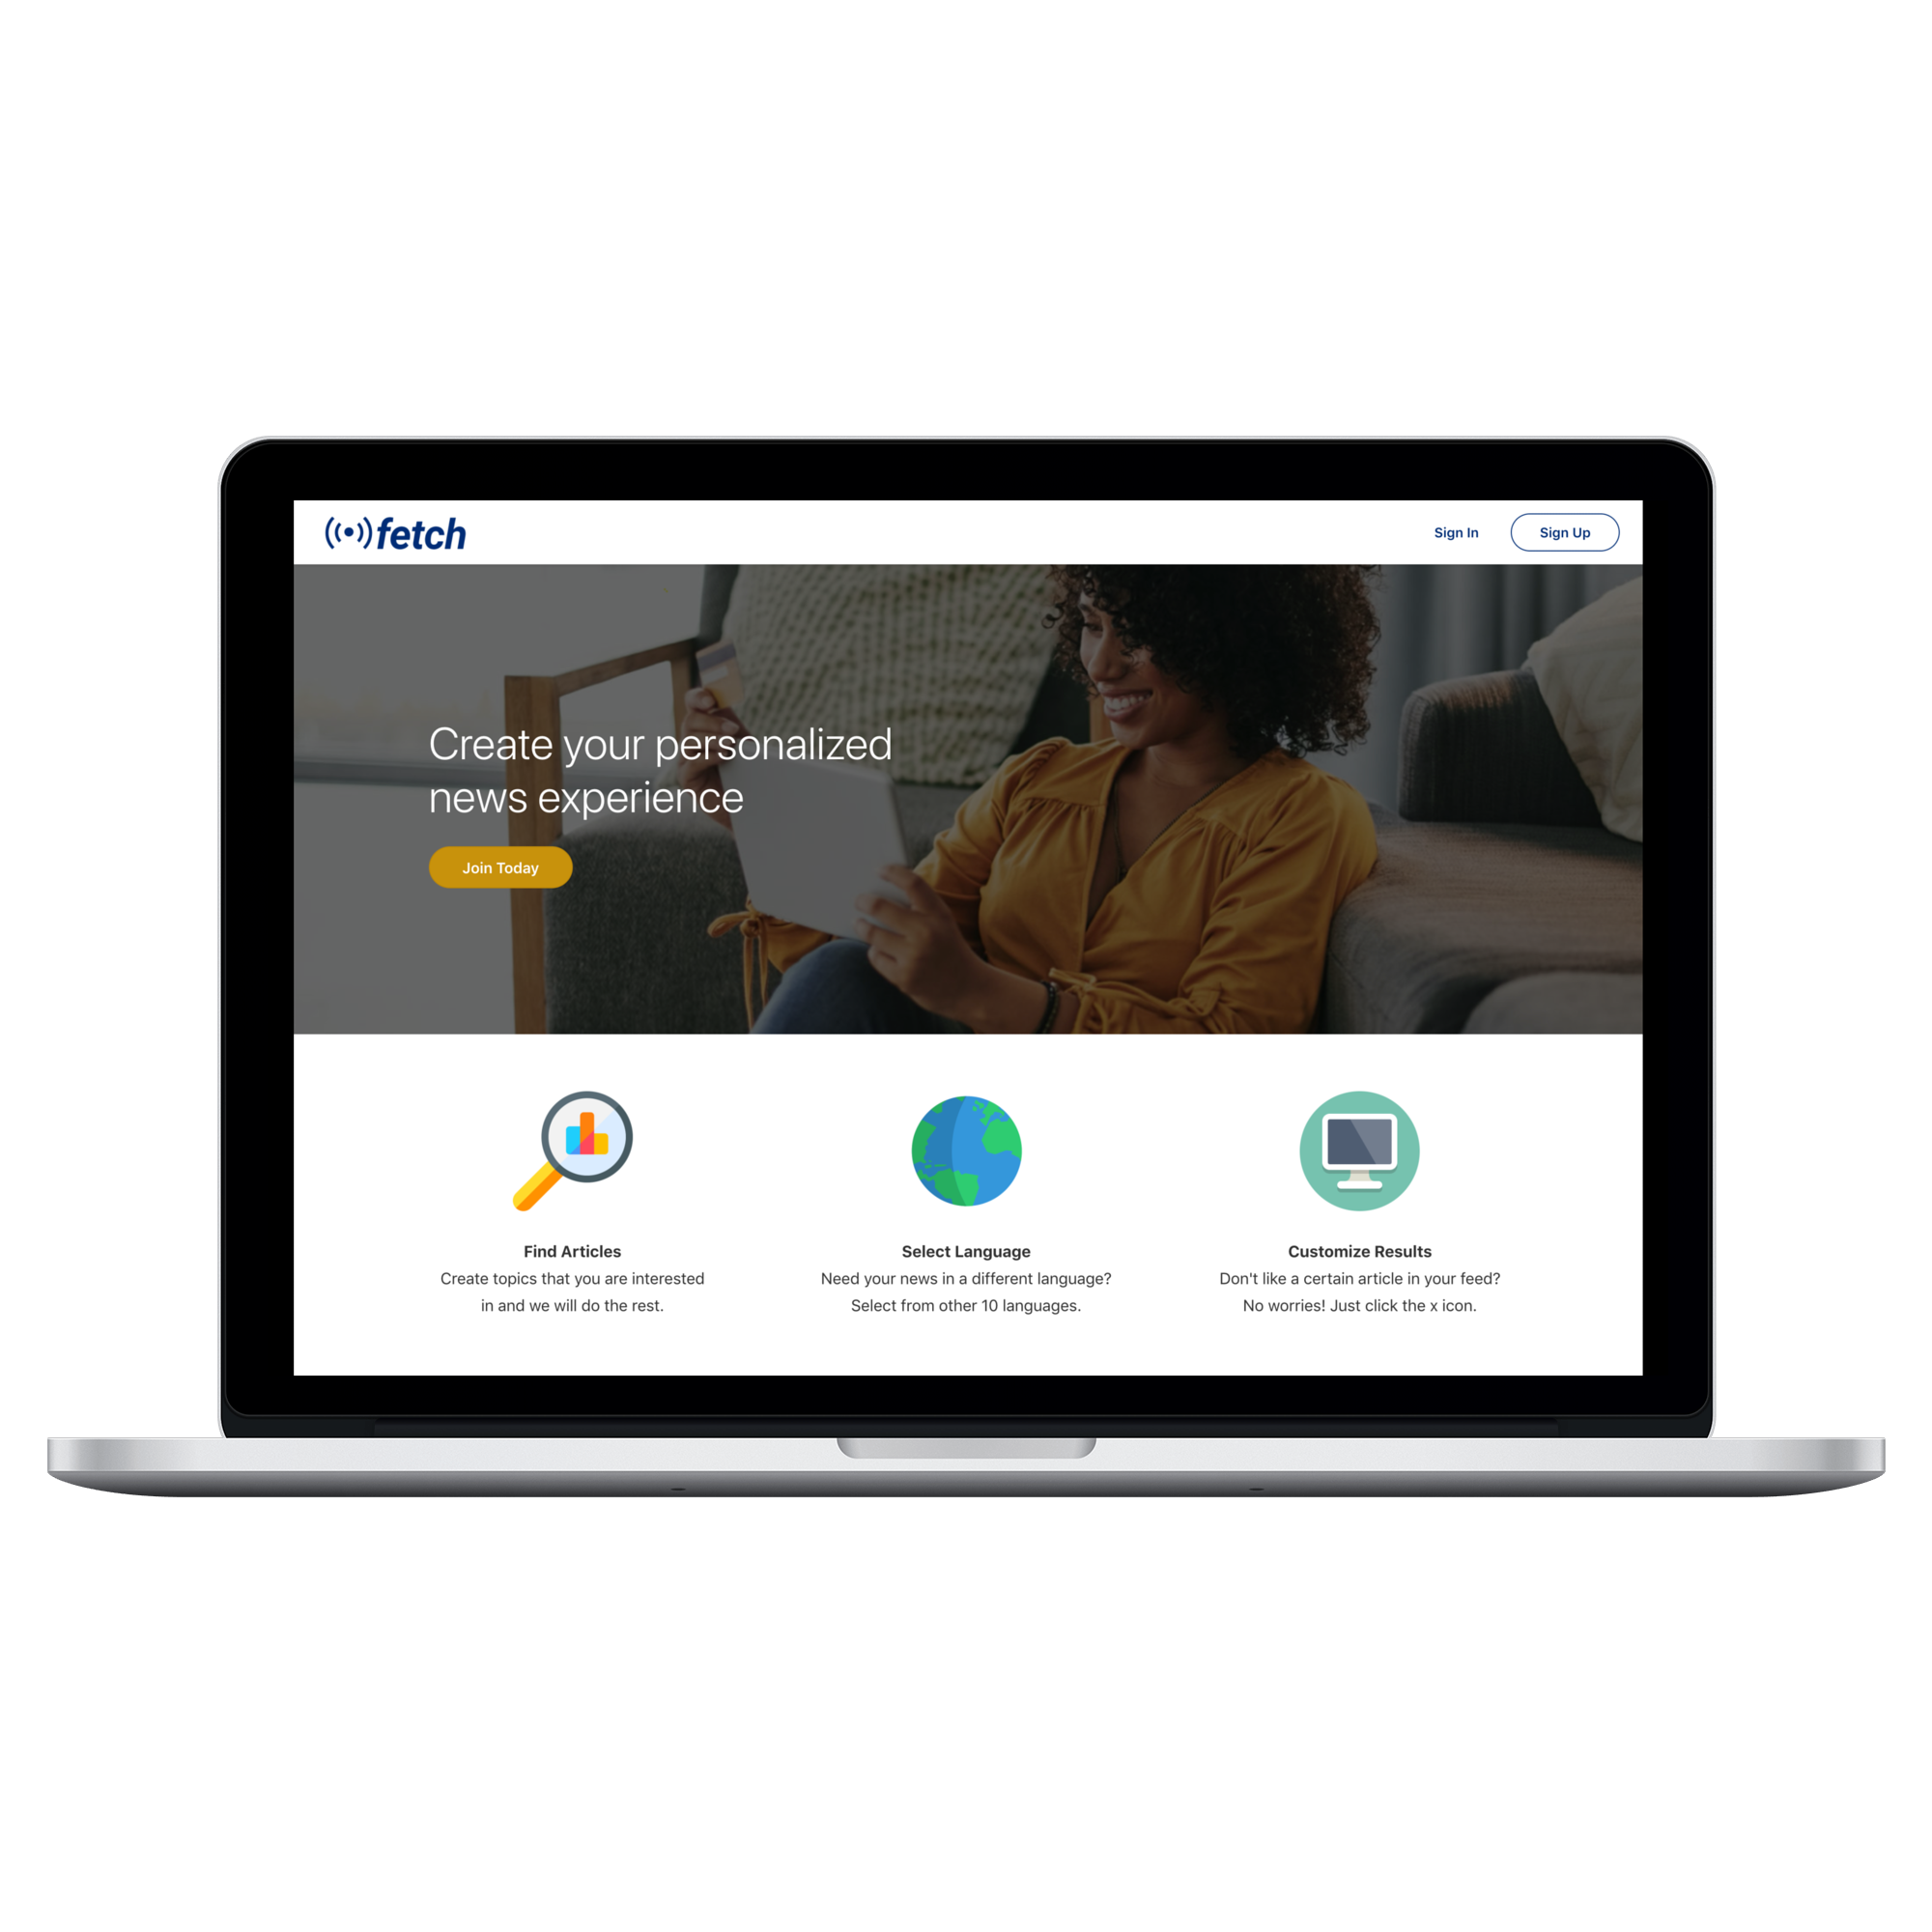 fetch
Sign In
Sign Up
Create your personalized
news experience
Join Today
Find Articles
Create topics that you are interested
in and we will do the rest.
Select Language
Need your news in a different language?
Select from other 10 languages.
Customize Results
Don't like a certain article in your feed?
No worries! Just click the x icon.